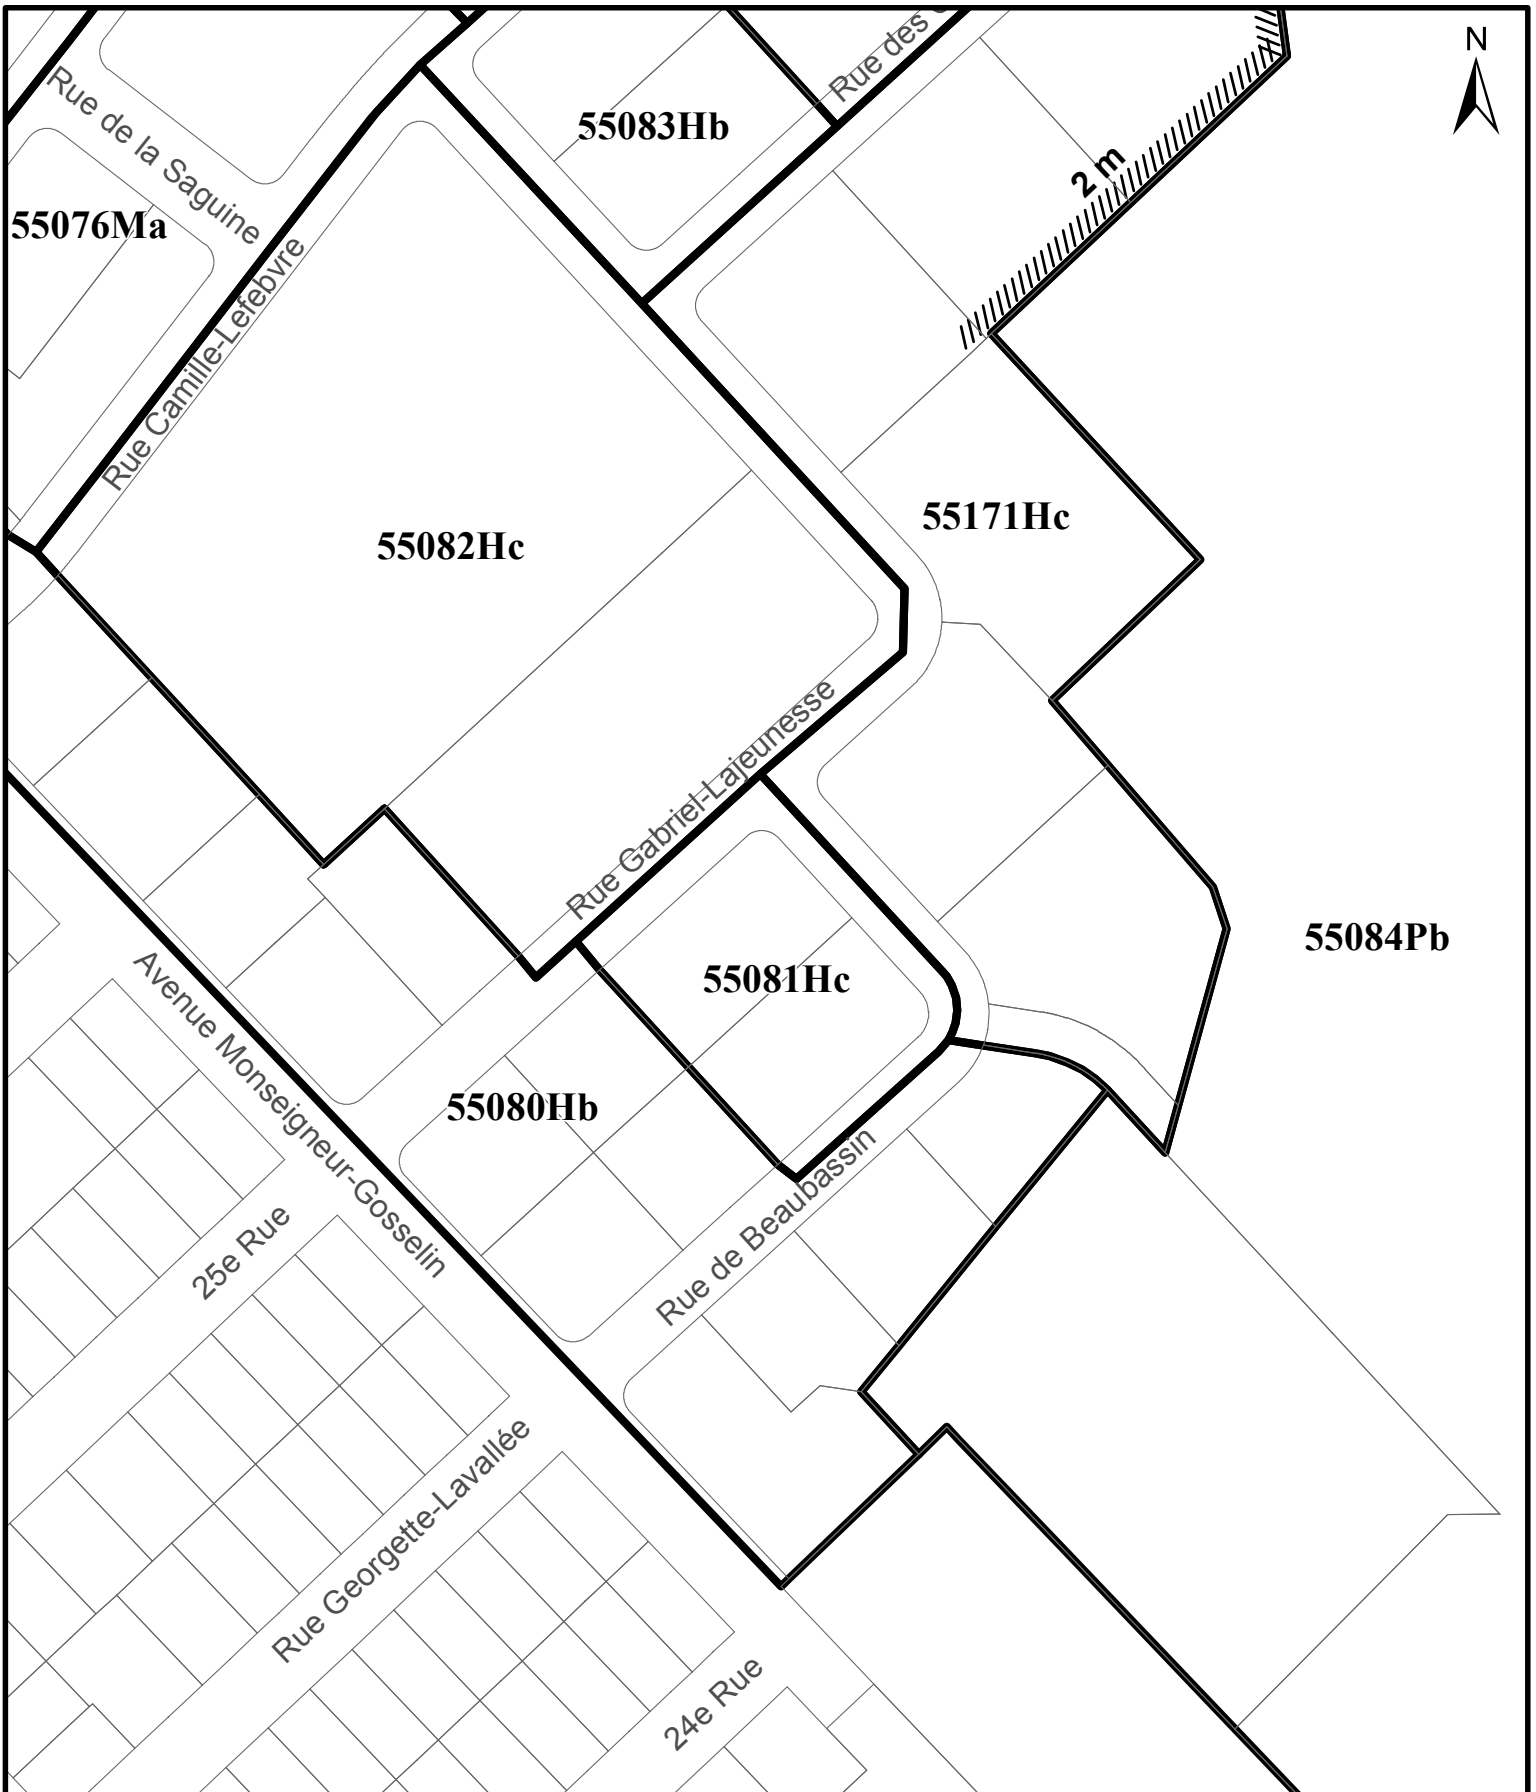 N
Rue des
55083Hb
Rue de la Saguine
2 m
55076Ma
Rue Camille-Lefebvre
55171Hc
55082Hc
Rue Gabriel-Lajeunesse
55084Pb
55081Hc
Avenue Monseigneur-Gosselin
55080Hb
Rue de Beaubassin
25e Rue
Rue Georgette-Lavallée
24e Rue